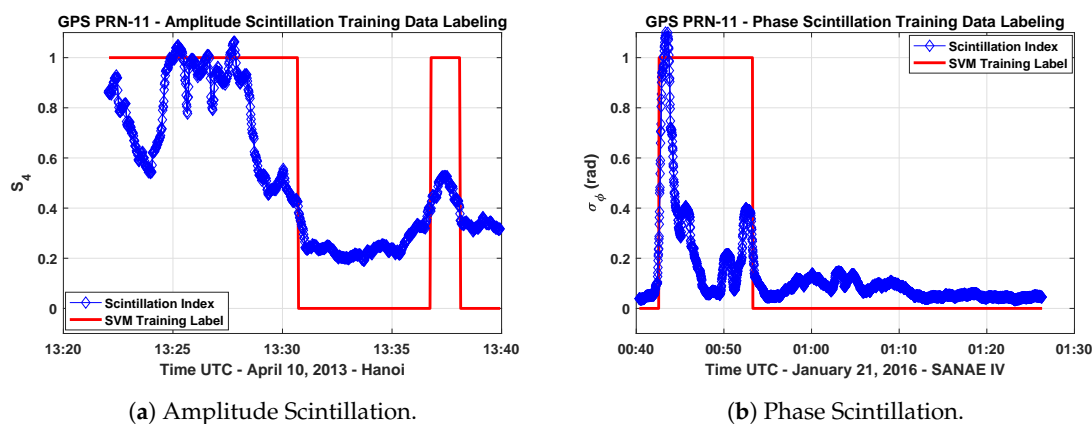 GPS PRN-11 - Amplitude Scintillation Training Data Labeling
1
0.8
0.6
0.4
0.2
0
S4
Scintillation Index
SVM Training Label
13:20
13:25
13:30
13:35
13:40
Time UTC - April 10, 2013 - Hanoi
(a) Amplitude Scintillation.
GPS PRN-11 - Phase Scintillation Training Data Labeling
Scintillation Index
SVM Training Label
1
0.8
0.6
0.4
0.2
0
σϕ (rad)
00:40
00:50
01:00
01:10
01:20
01:30
Time UTC - January 21, 2016 - SANAE IV
(b) Phase Scintillation.